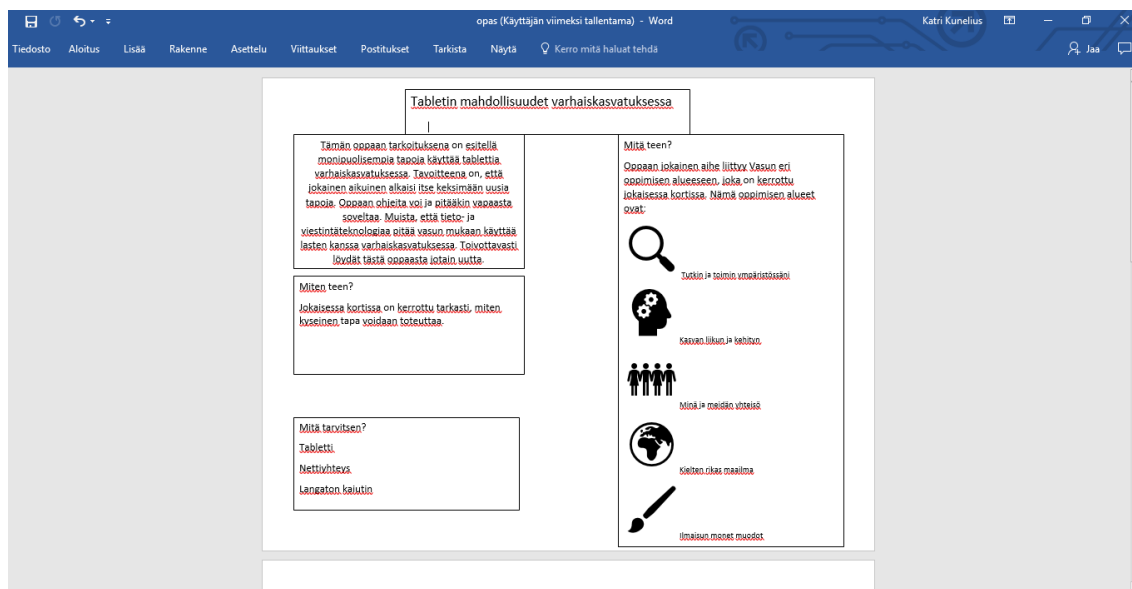 opas (Käyttäjän viimeksi tallentama) - Word
Katri Kunelius
Tiedosto Aloitus Lisää Rakenne Asettelu Viittaukset Postitukset Tarkista Näytä Kerro mitä haluat tehdä
Jaa
Tabletin mahdollisuudet varhaiskasvatuksessa
Tämän oppaan tarkoituksena on esitellä
monipuolisempia tapoja käyttää tablettia
varhaiskasvatuksessa. Tavoitteena on, että
jokainen aikuinen alkaisi itse keksimään uusia
tapoja. Oppaan ohjeita voi ja pitääkin vapaasta
soveltaa. Muista, että tieto- ja
viestintäteknologiaa pitää vasun mukaan käyttää
lasten kanssa varhaiskasvatuksessa. Toivottavasti
löydät tästä oppaasta jotain uutta.
Miten teen?
Jokaisessa kortissa on kerrottu tarkasti, miten
kyseinen tapa voidaan toteuttaa.
Mitä tarvitsen?
Tabletti
Nettiyhteys
Langaton kaiutin
Mitä teen?
Oppaan jokainen aihe liittyy Vasun eri
oppimisen alueeseen, joka on kerrottu
jokaisessa kortissa. Nämä oppimisen alueet
ovat:
Tutkin ja toimin ympäristössäni
Kasvan liikun ja kehityn
Minä ja meidän yhteisö
Kielten rikas maailma
Ilmaisun monet muodot